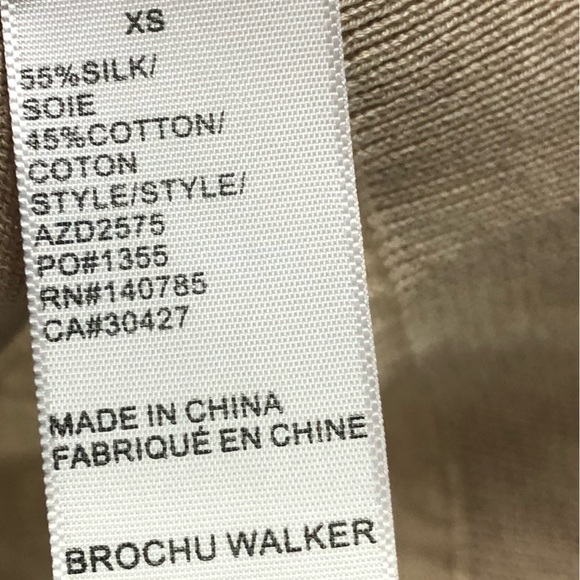 XS
55%SILK/
SOIE
45%COTTON/
COTON
STYLE/STYLE/
AZD2575
PO#1355
RN#140785
CA#30427
MADE IN CHINA
FABRIQUÉ EN CHINE
BROCHU WALKER